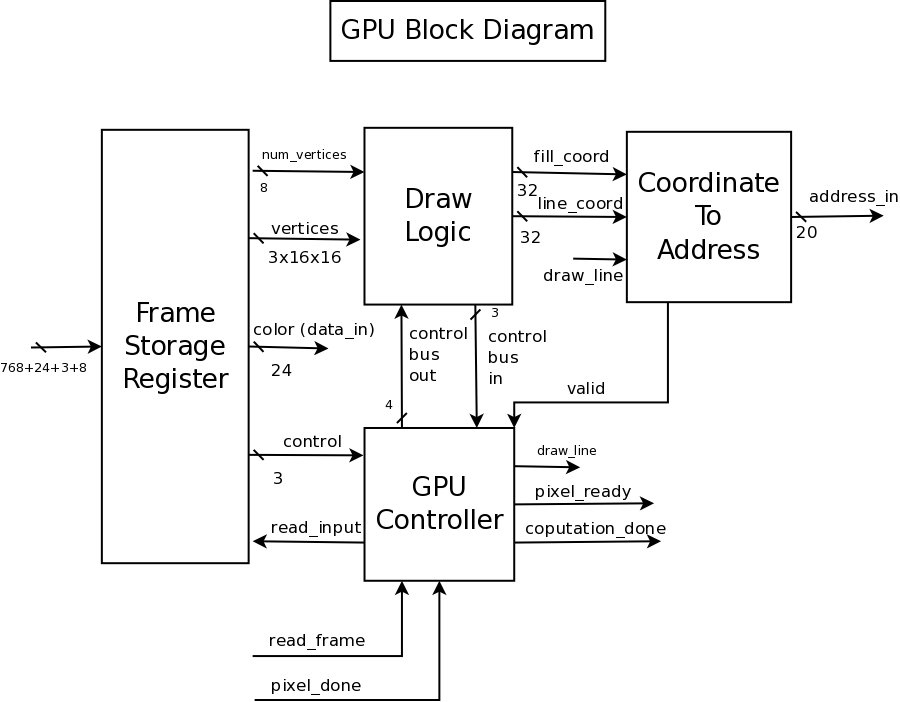 GPU Block Diagram
num_vertices
8
vertices
3x16x16
color (data_in)
24
control
3
read_input
768+24+3+8
Frame
Storage
Register
Draw
Logic
fill_coord
32
line_coord
32
draw_line
Coordinate
To
Address
address_in
20
control
bus
out
4
3
control
bus
in
valid
GPU
Controller
draw_line
pixel_ready
coputation_done
read_frame
pixel_done